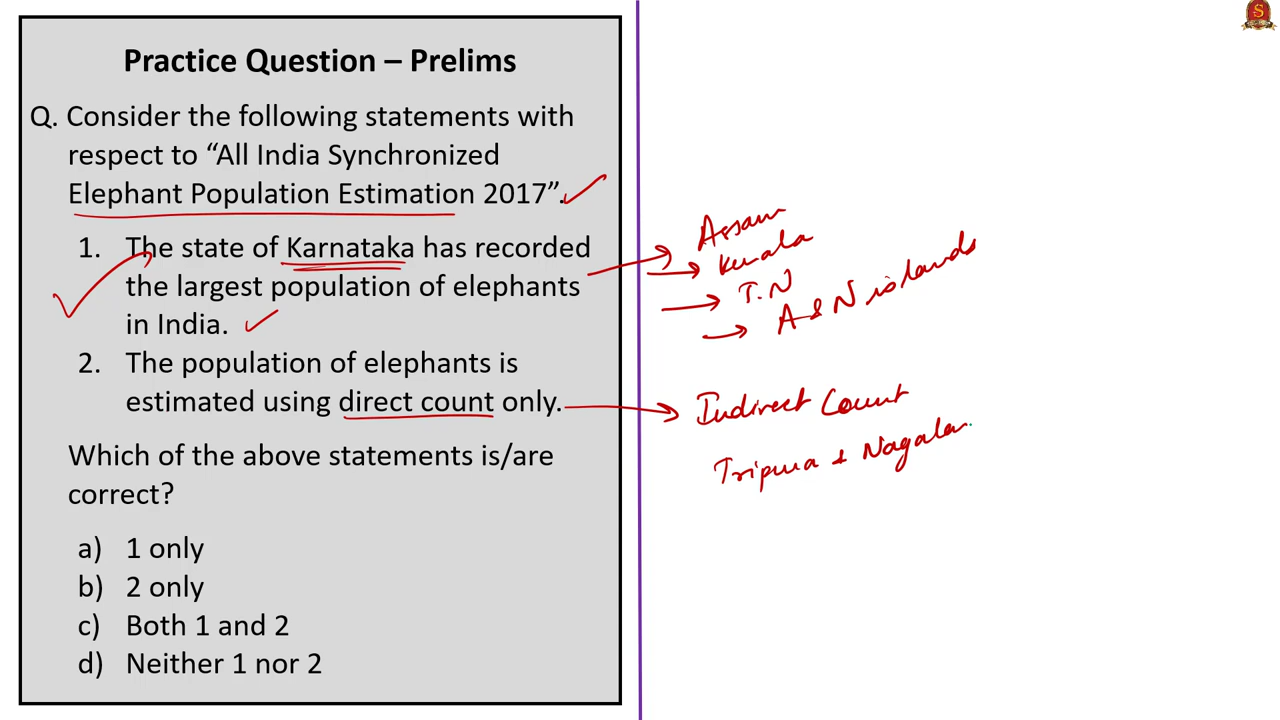 Practice Question – Prelims
Q. Consider the following statements with
respect to “All India Synchronized
Elephant Population Estimation 2017”.
1. The state of Karnataka has recorded
the largest population of elephants
in India.
2. The population of elephants is
estimated using direct count only.
Which of the above statements is/are
correct?
a) 1 only
b) 2 only
c) Both 1 and 2
d) Neither 1 nor 2
Assam
Kerala
T.N
A & N islands
Indirect Count
Tripura & Nagalan